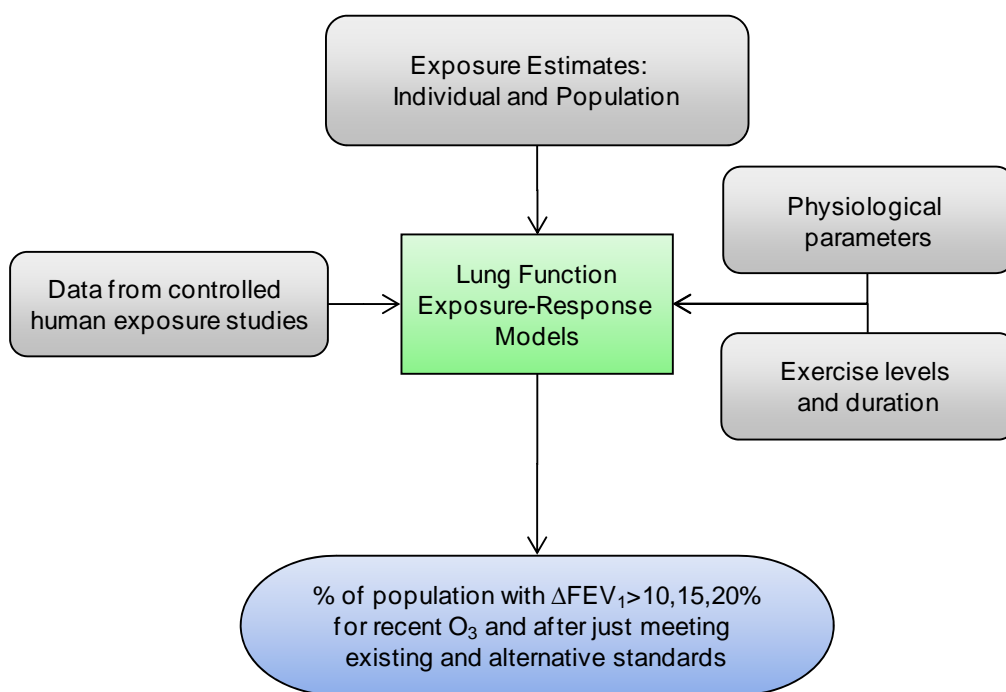 Exposure Estimates:
Individual and Population
Physiological
parameters
Data from controlled
human exposure studies
Lung Function
Exposure-Response
Models
Exercise levels
and duration
% of population with ΔFEV₁>10,15,20%
for recent O₃ and after just meeting
existing and alternative standards